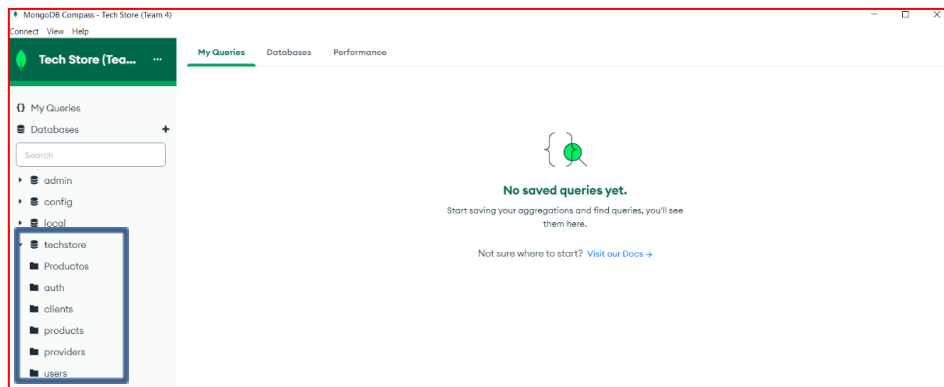 MongoDB Compass - Tech Store (Team 4)
Connect View Help
Tech Store (Tea... ...
My Queries Databases Performance
{} My Queries
Databases +
Search
admin
config
local
techstore
Productos
auth
clients
products
providers
users
No saved queries yet.
Start saving your aggregations and find queries, you'll see
them here.
Not sure where to start? Visit our Docs →